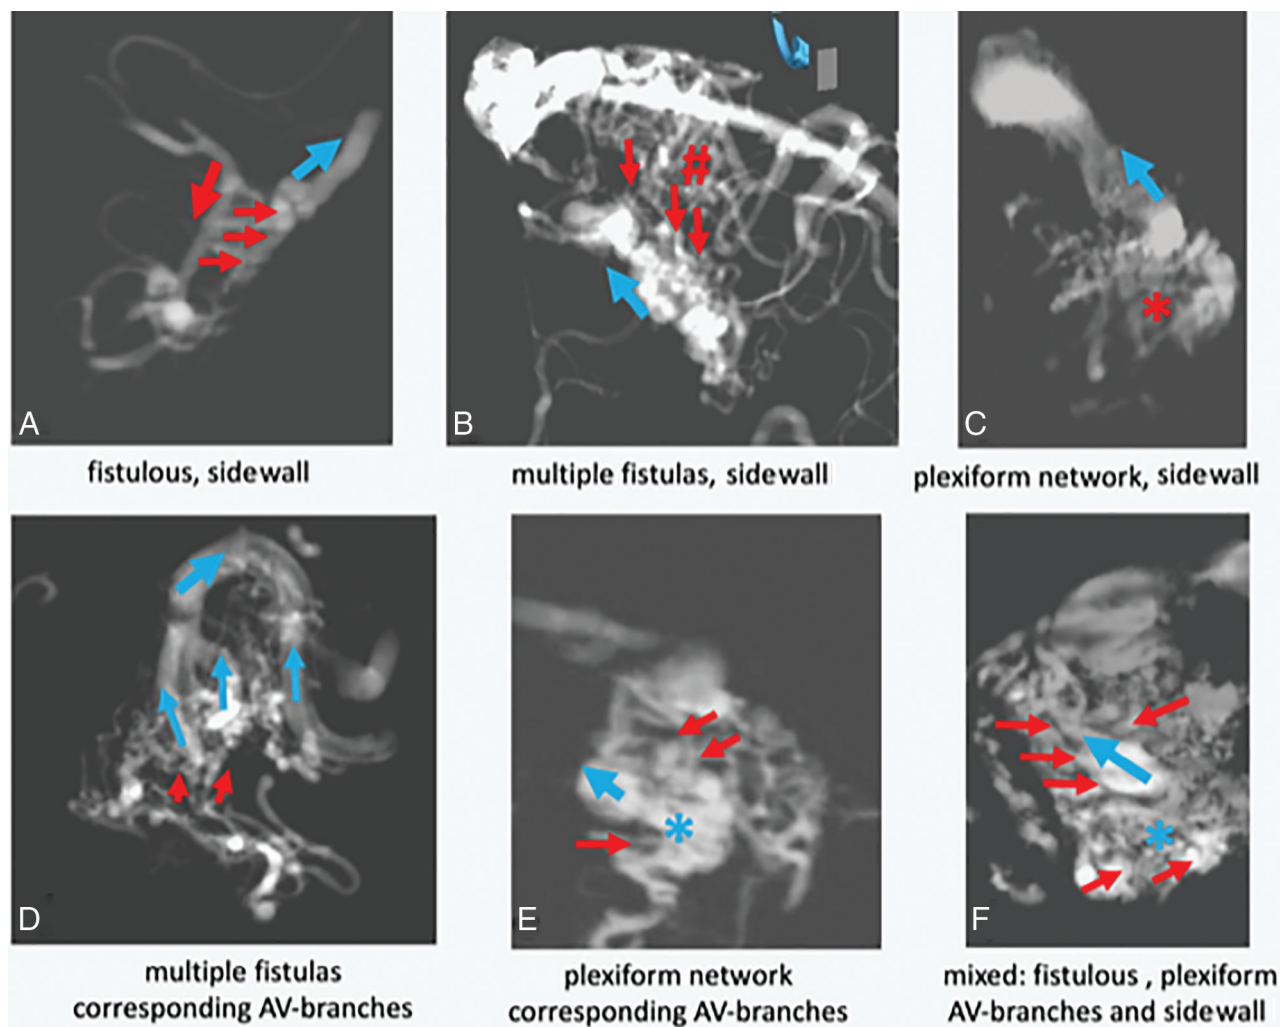 A
B
C
fistulous, sidewall
multiple fistulas, sidewall
plexiform network, sidewall
#
*
D
E
F
*
*
multiple fistulas
corresponding AV-branches
plexiform network
corresponding AV-branches
mixed: fistulous , plexiform
AV-branches and sidewall